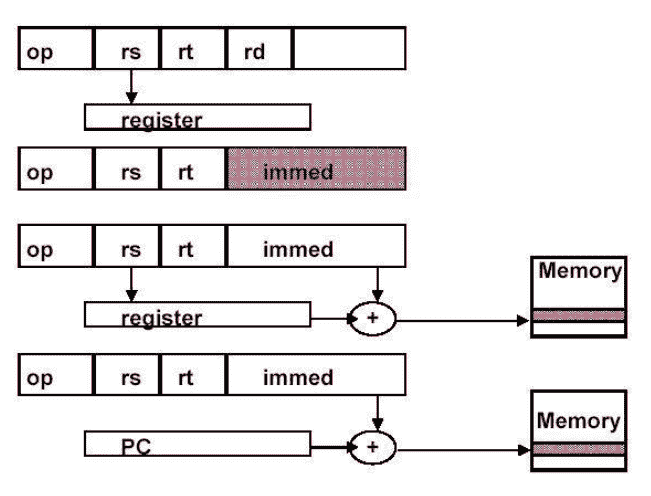 op rs rt rd
register
op rs rt immed
op rs rt immed
Memory
register +
op rs rt immed
Memory
PC +